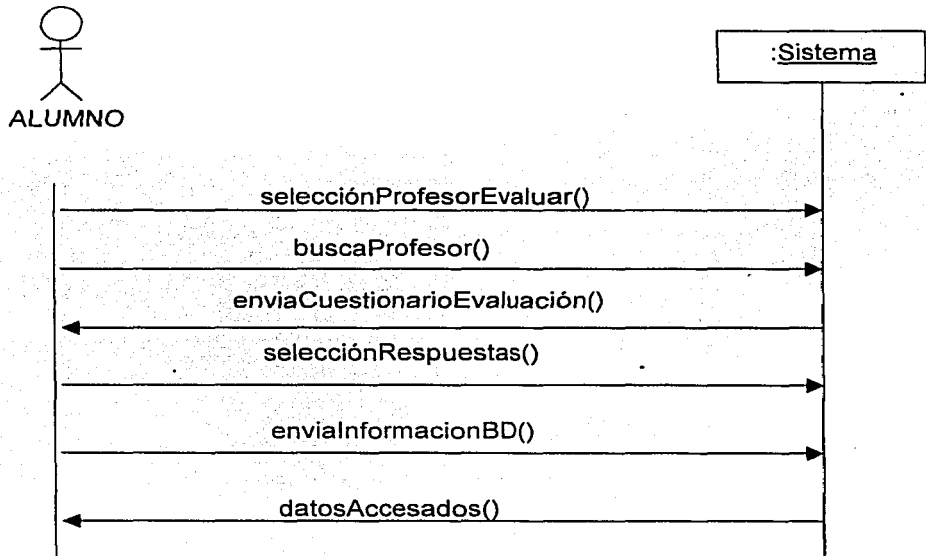 :Sistema
ALUMNO
selecciónProfesorEvaluar()
buscaProfesor()
enviaCuestionarioEvaluación()
selecciónRespuestas()
enviaInformacionBD()
datosAccesados()